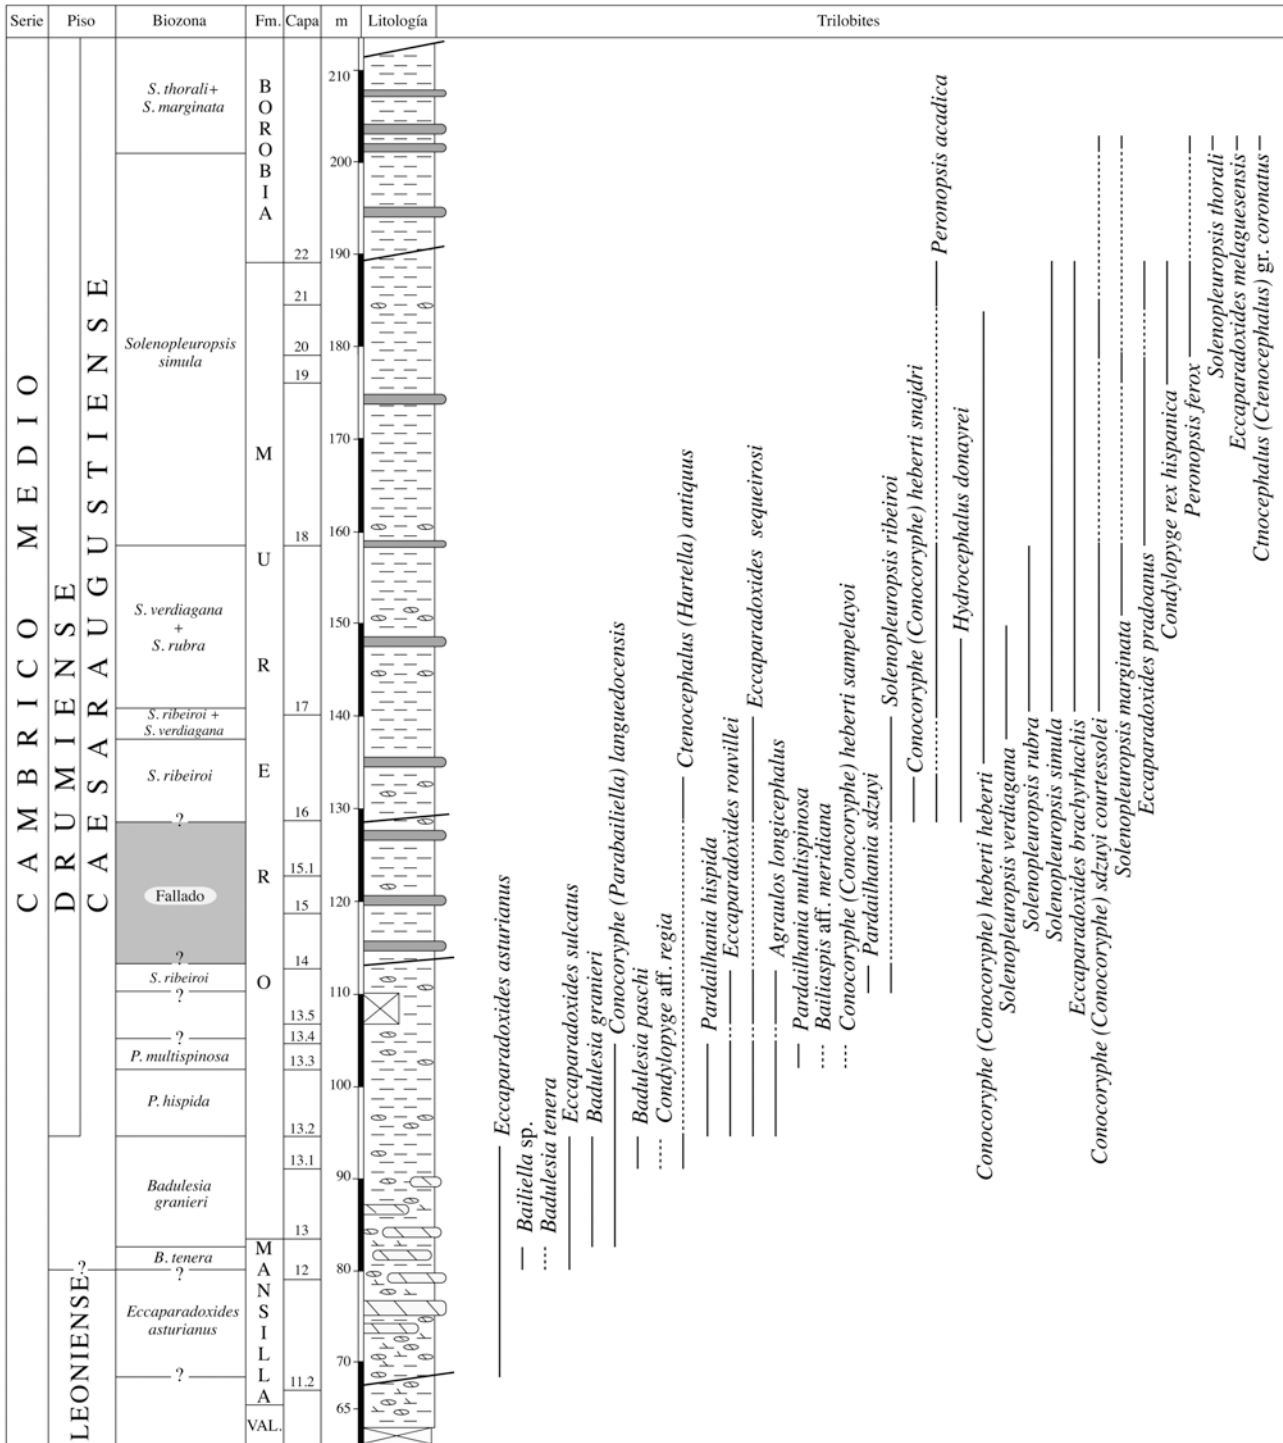 Serie Piso Biozona Fm. Capa m Litología Trilobites
CAMBRICO MEDIO
DRUMIENSE
CAESARAUGUSTIENSE
LEONIENSE
?
S. thorali+
S. marginata
Solenopleuropsis
simula
S. verdiagana
+
S. rubra
S. ribeiroi +
S. verdiagana
S. ribeiroi
?
Fallado
?
S. ribeiroi
?
?
P. multispinosa
P. hispida
Badulesia
granieri
B. tenera
?
Eccaparadoxides
asturianus
?
BOROBIA
MURERO
MANSILLA
VAL.
22
21
20
19
18
17
16
15.1
15
14
13.5
13.4
13.3
13.2
13.1
13
12
11.2
210
200
190
180
170
160
150
140
130
120
110
100
90
80
70
65
Eccaparadoxides asturianus
Bailiella sp.
Badulesia tenera
Eccaparadoxides sulcatus
Badulesia granieri
Conocoryphe (Parabailiella) languedocensis
Badulesia paschi
Condylopyge aff. regia
Ctenocephalus (Hartella) antiquus
Pardailhania hispida
Eccaparadoxides rouvillei
Eccaparadoxides sequeirosi
Agraulos longicephalus
Pardailhania multispinosa
Bailiaspis aff. meridiana
Conocoryphe (Conocoryphe) heberti sampelayoi
Pardailhania sdzuyi
Solenopleuropsis ribeiroi
Conocoryphe (Conocoryphe) heberti snajdri
Peronopsis acadica
Hydrocephalus donayrei
Conocoryphe (Conocoryphe) heberti heberti
Solenopleuropsis verdiagana
Solenopleuropsis rubra
Solenopleuropsis simula
Eccaparadoxides brachyrhachis
Conocoryphe (Conocoryphe) sdzuyi courtessolei
Solenopleuropsis marginata
Eccaparadoxides pradoanus
Condylopyge rex hispanica
Peronopsis ferox
Solenopleuropsis thorali
Eccaparadoxides melaguesensis
Ctnocephalus (Ctenocephalus) gr. coronatus